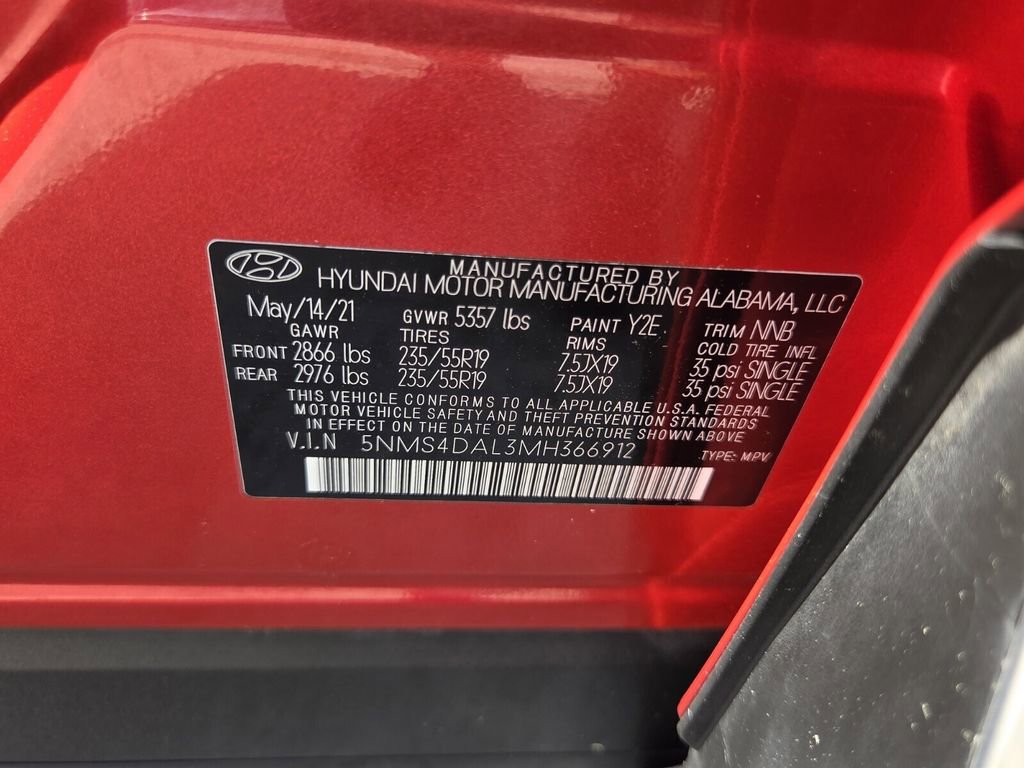 MANUFACTURED BY
HYUNDAI MOTOR MANUFACTURING ALABAMA, LLC
May/14/21 GVWR 5357 lbs PAINT Y2E TRIM NNB
GAWR TIRES RIMS COLD TIRE INFL
FRONT 2866 lbs 235/55R19 7.5JX19 35 psi SINGLE
REAR 2976 lbs 235/55R19 7.5JX19 35 psi SINGLE
THIS VEHICLE CONFORMS TO ALL APPLICABLE U.S.A. FEDERAL
MOTOR VEHICLE SAFETY AND THEFT PREVENTION STANDARDS
IN EFFECT ON THE DATE OF MANUFACTURE SHOWN ABOVE
V.I.N 5NMS4DAL3MH366912 TYPE: MPV